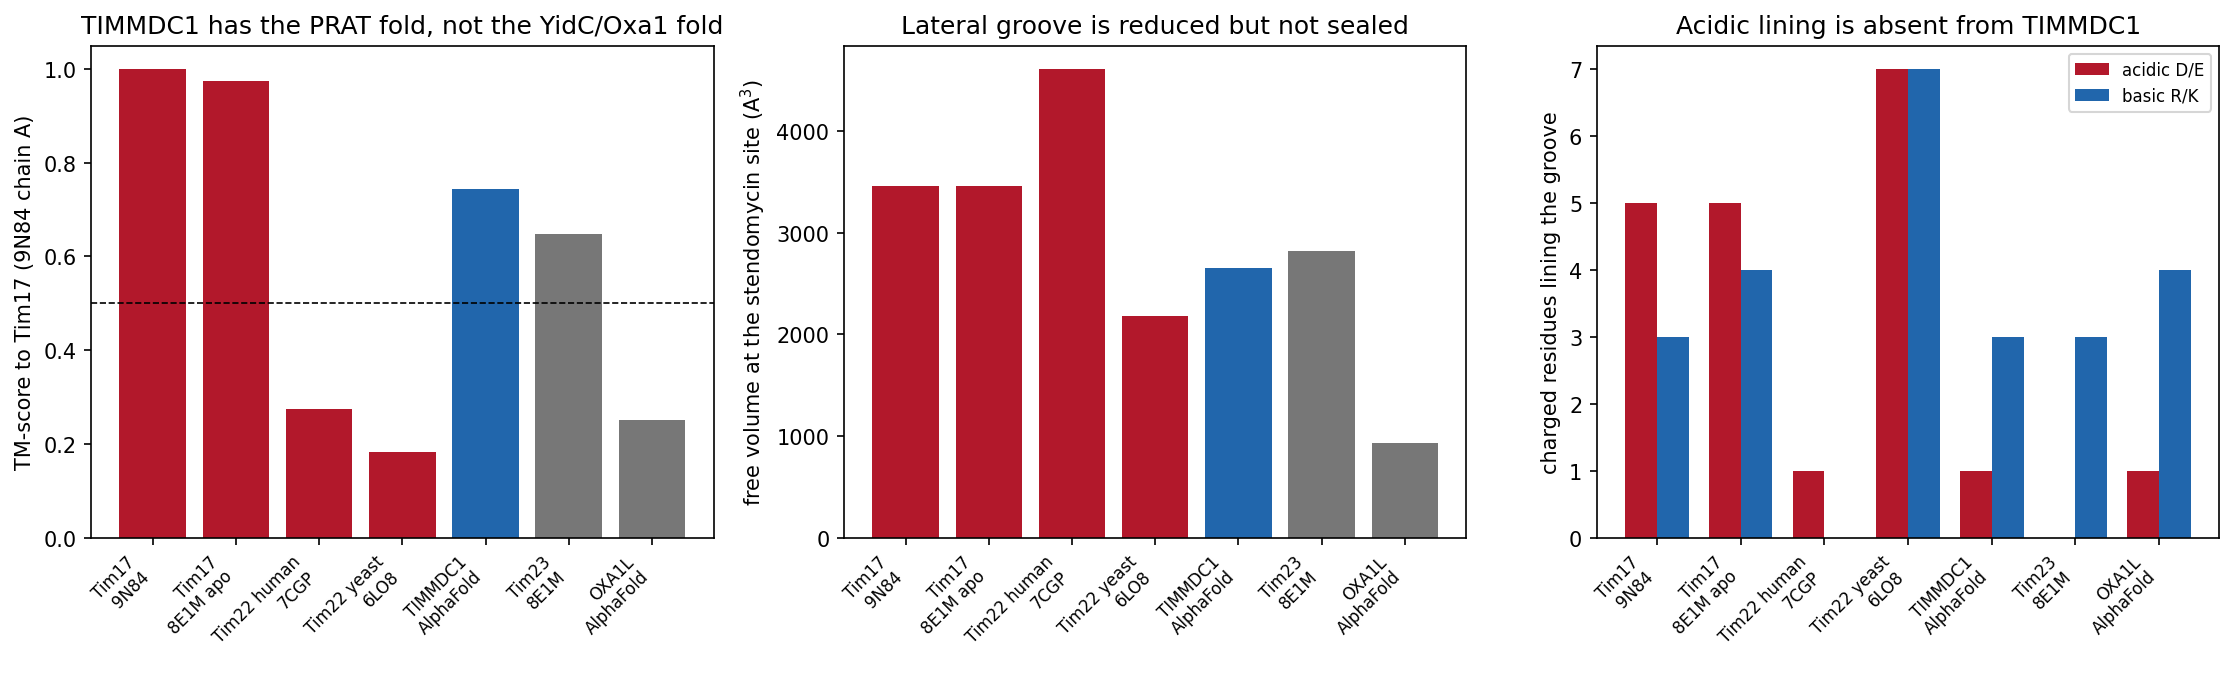 TIMMDC1 has the PRAT fold, not the YidC/Oxa1 fold
TM-score to Tim17 (9N84 chain A)
1.0
0.8
0.6
0.4
0.2
0.0
Tim17
9N84
Tim17
8E1M apo
Tim22 human
7CGP
Tim22 yeast
6LO8
TIMMDC1
AlphaFold
Tim23
8E1M
OXA1L
AlphaFold
Lateral groove is reduced but not sealed
free volume at the stendomycin site (A³)
4000
3000
2000
1000
0
Tim17
9N84
Tim17
8E1M apo
Tim22 human
7CGP
Tim22 yeast
6LO8
TIMMDC1
AlphaFold
Tim23
8E1M
OXA1L
AlphaFold
Acidic lining is absent from TIMMDC1
charged residues lining the groove
7
6
5
4
3
2
1
0
acidic D/E
basic R/K
Tim17
9N84
Tim17
8E1M apo
Tim22 human
7CGP
Tim22 yeast
6LO8
TIMMDC1
AlphaFold
Tim23
8E1M
OXA1L
AlphaFold